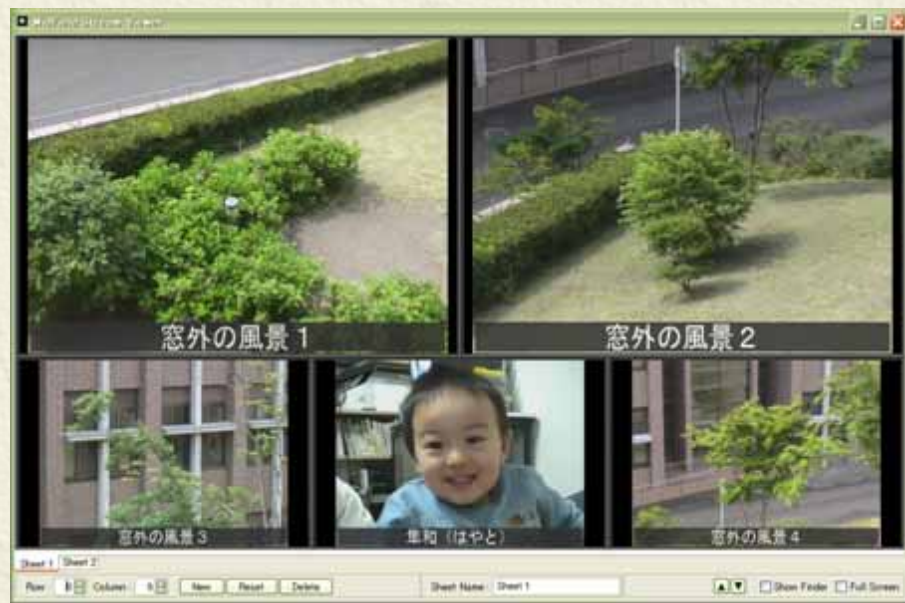 窓外の風景1
窓外の風景2
窓外の風景3
隼和（はやと）
窓外の風景4
Sheet 1 Sheet 2
Row Column New Reset Delete Sheet Name Sheet 1 ▲ ▼ Show Finder Full Screen